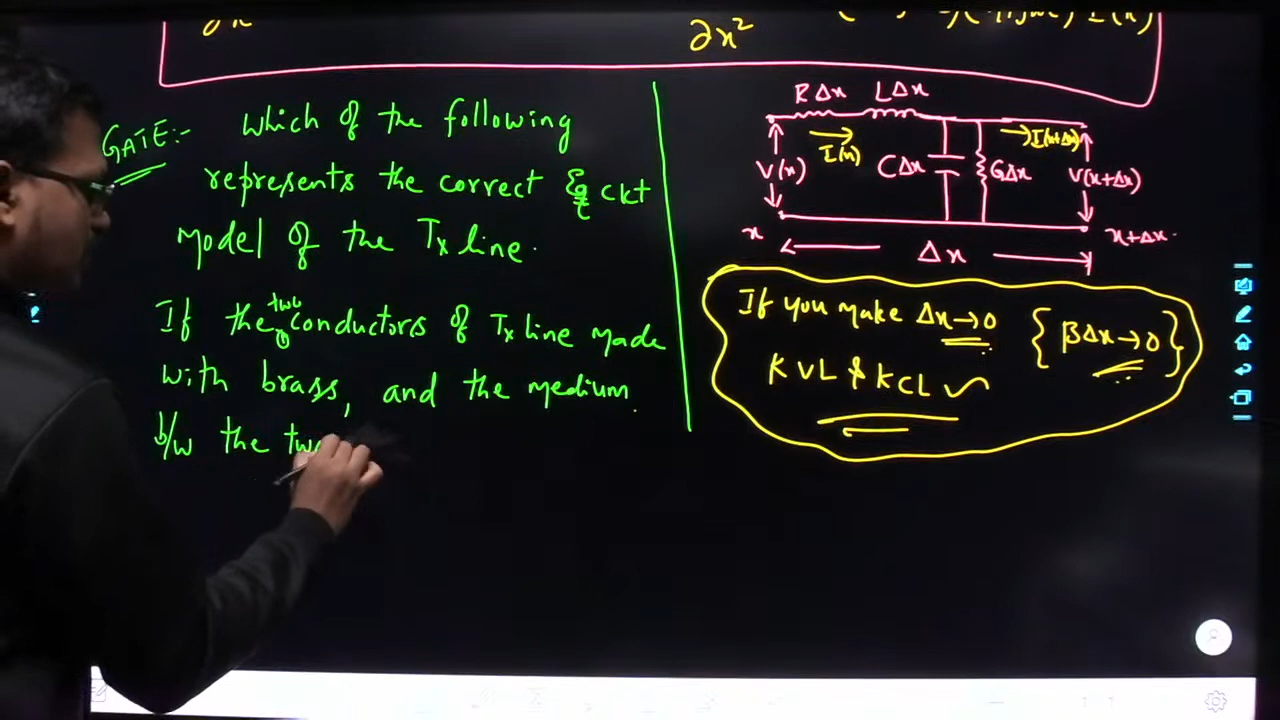 ∂x
∂x²
GATE:- Which of the following
represents the correct Eq ckt
model of the Tx line.
If the two conductors of Tx line made
with brass, and the medium
b/w the two
RΔx LΔx
I(x)
I(x+Δx)
V(x)
CΔx
GΔx
V(x+Δx)
x
Δx
x+Δx
If you make Δx→0 {βΔx→0}
KVL & KCL